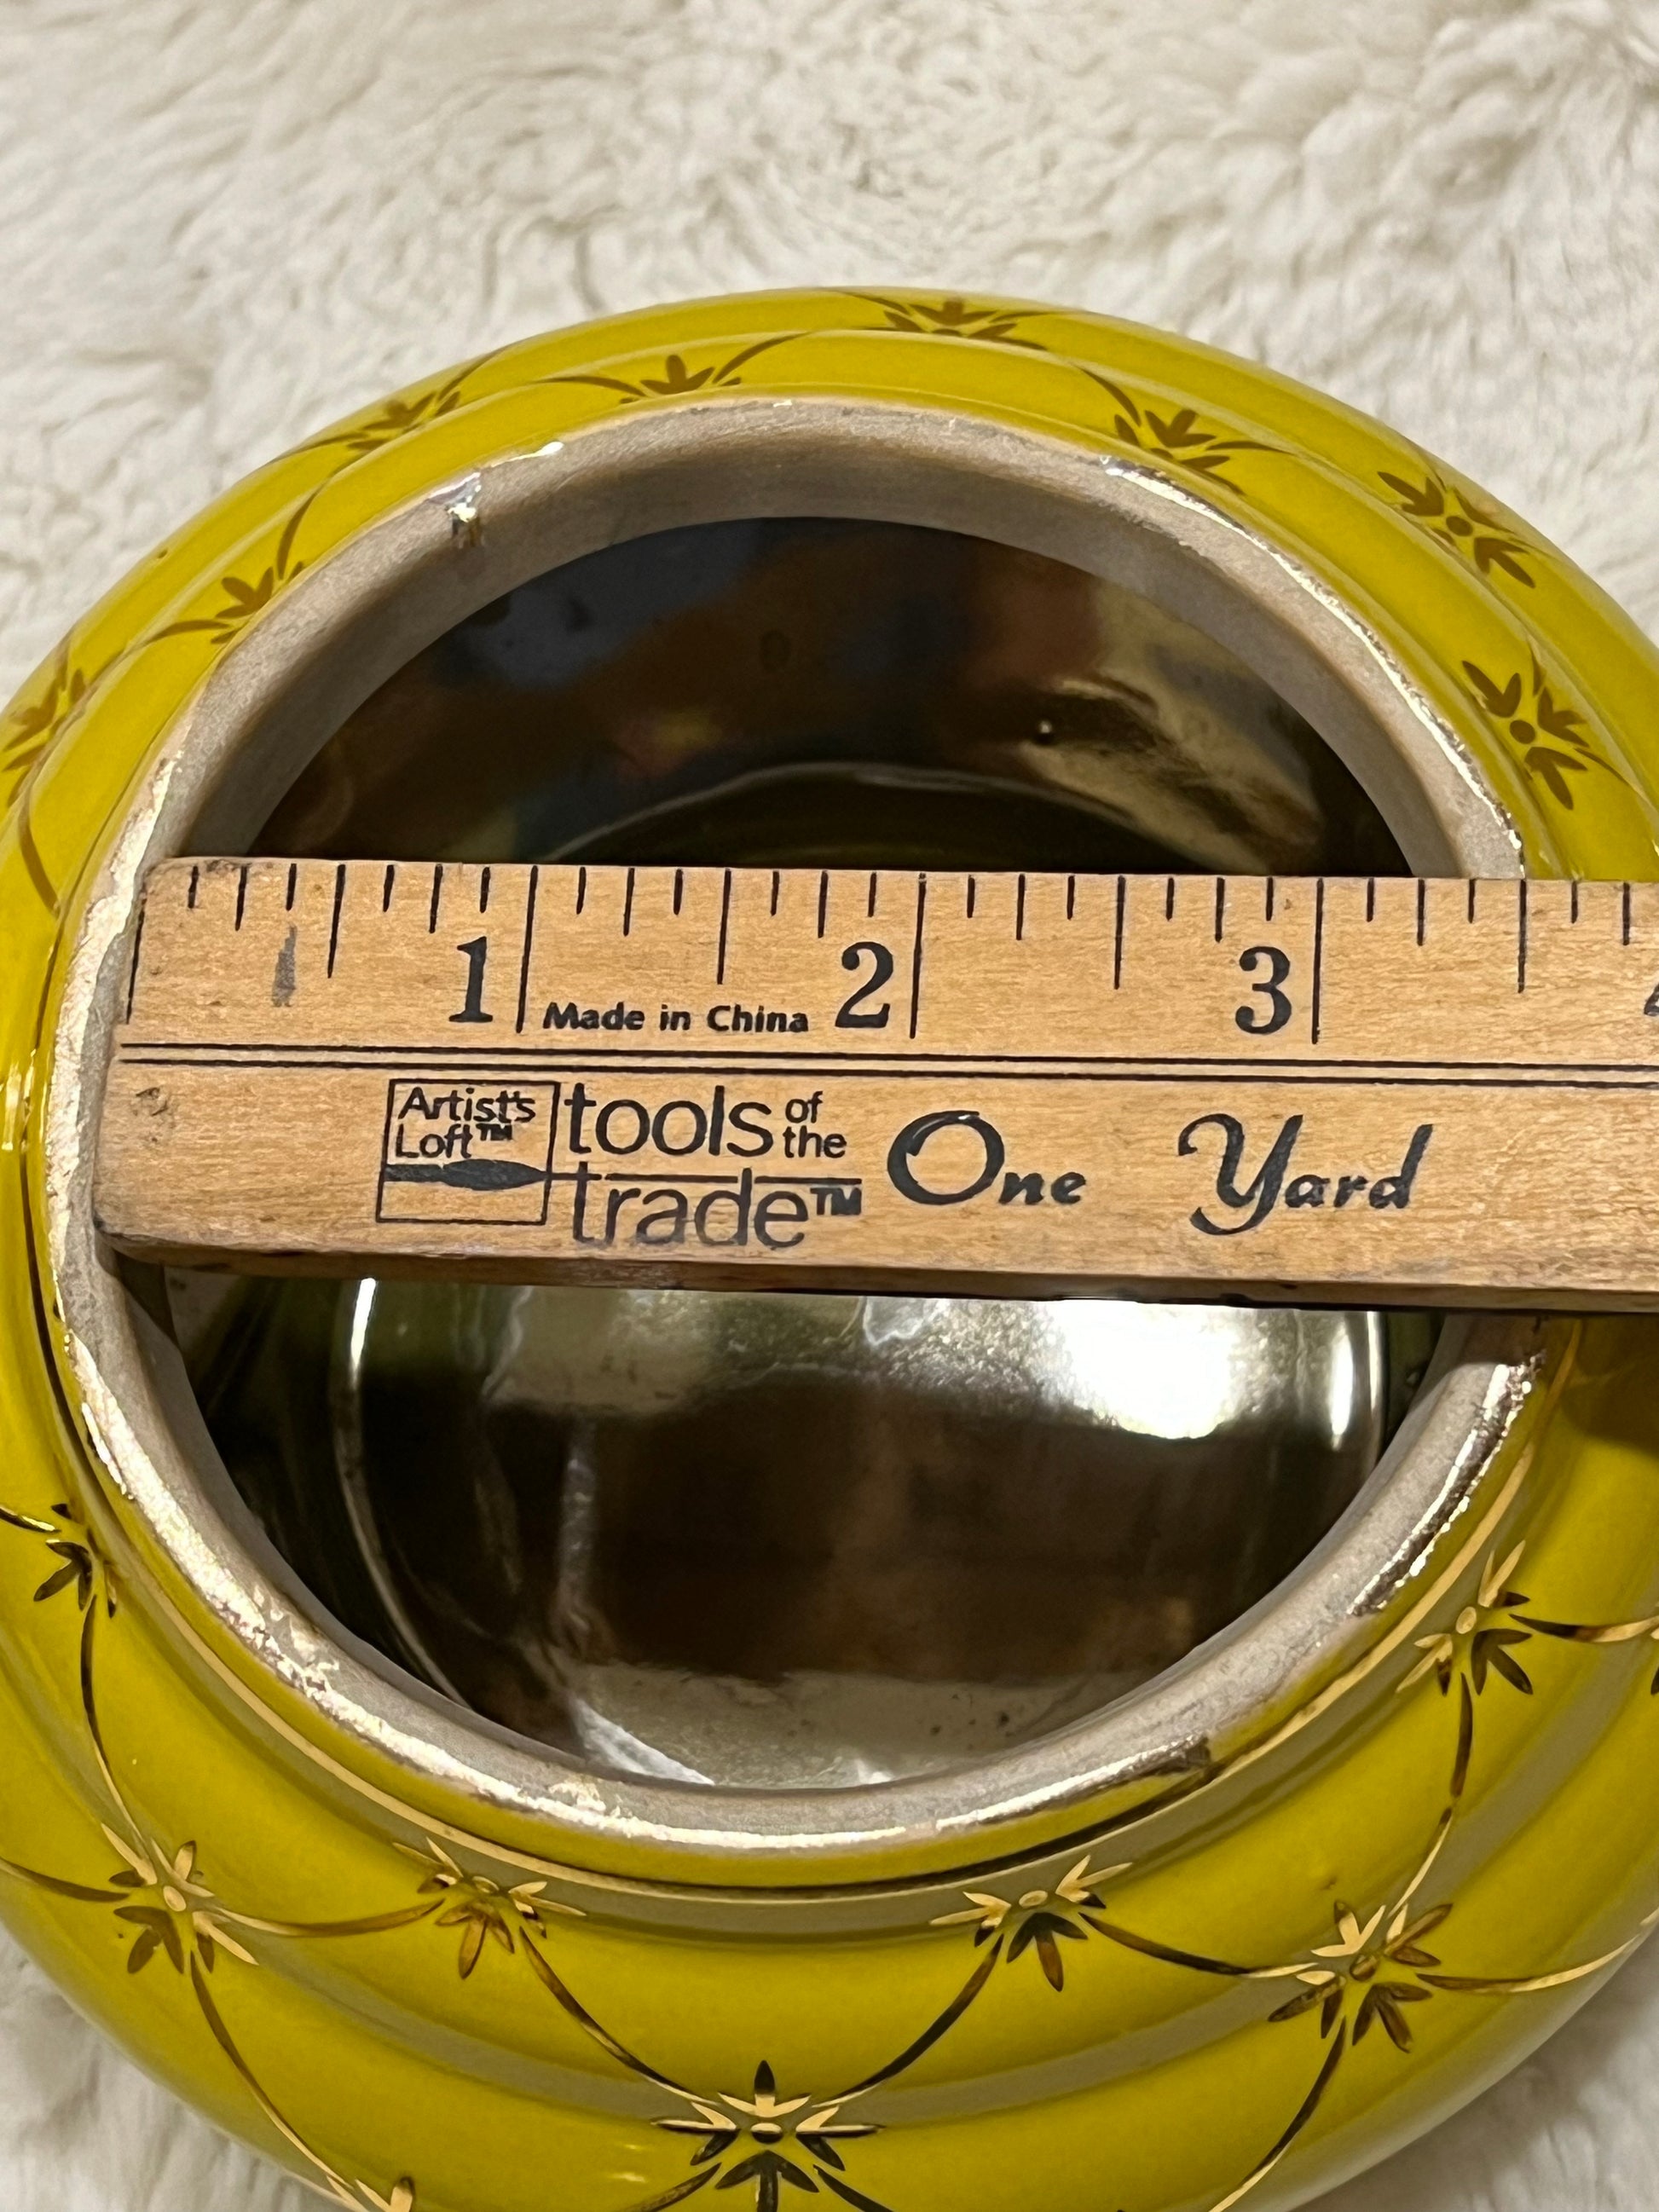 1 2 3
Made in China
Artist's
Loft™
tools of the
trade™
One Yard